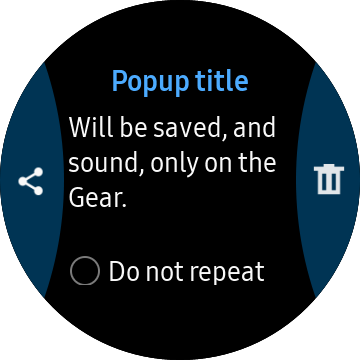 Popup title
Will be saved, and
sound, only on the
Gear.
Do not repeat